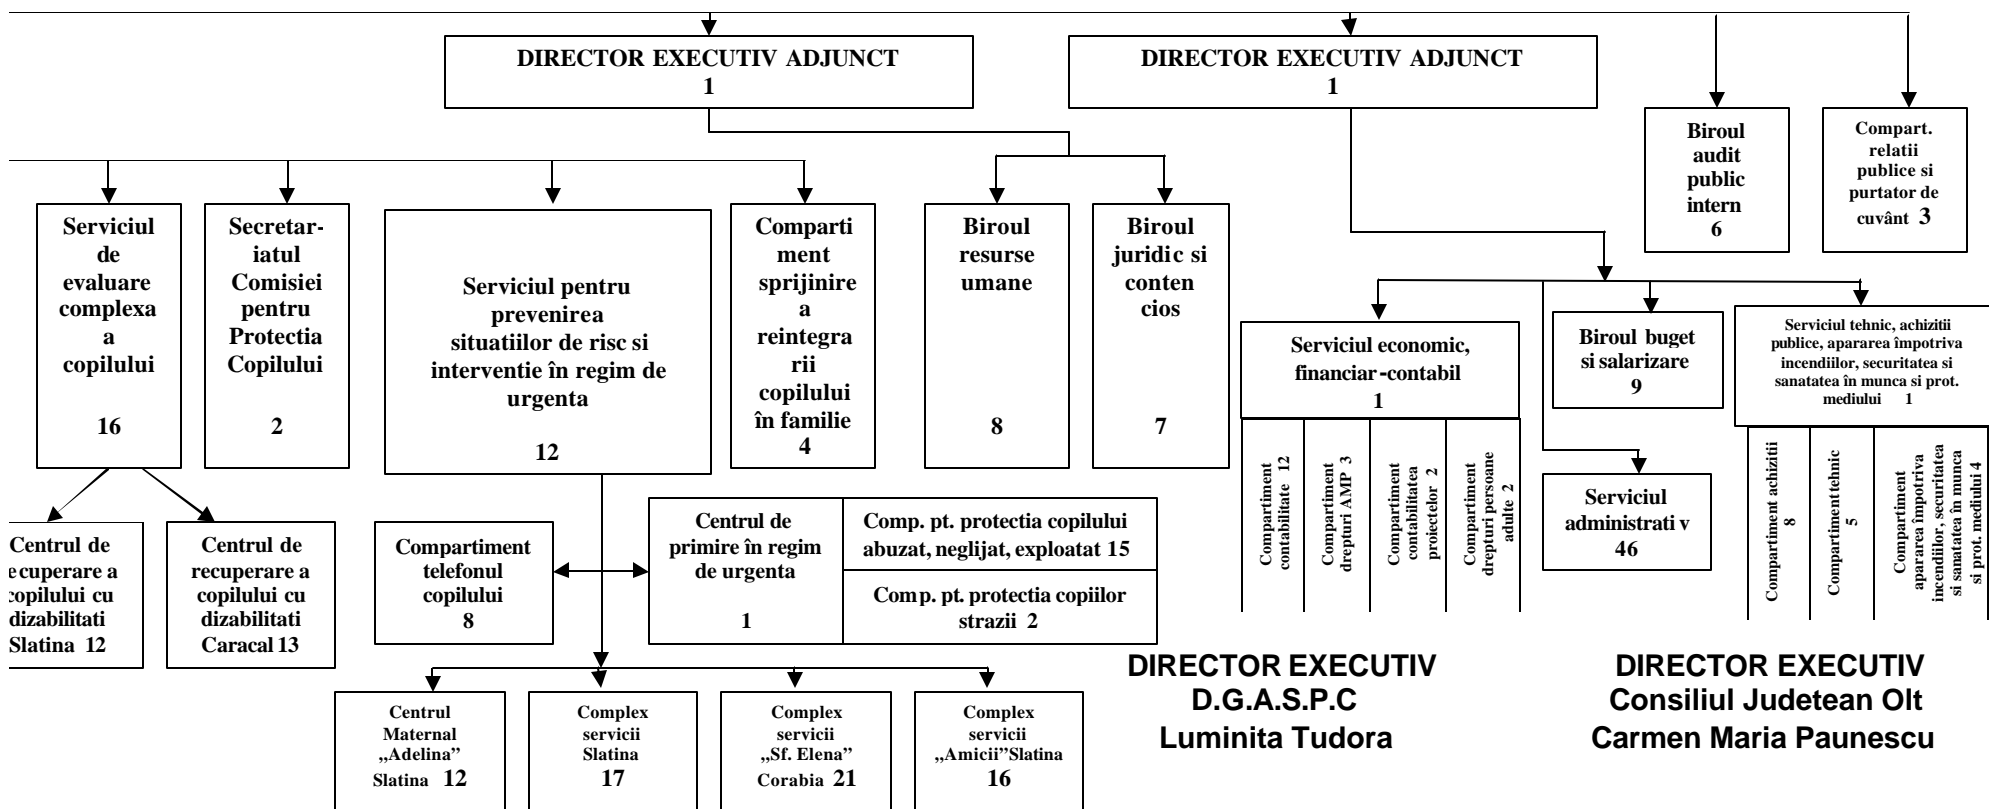 DIRECTOR EXECUTIV ADJUNCT
1
DIRECTOR EXECUTIV ADJUNCT
1
Biroul
audit
public
intern
6
Compart.
relatii
publice si
purtator de
cuvânt 3
Serviciul
de
evaluare
complexa
a
copilului
16
Secretar-
iatul
Comisiei
pentru
Protectia
Copilului
2
Serviciul pentru
prevenirea
situatiilor de risc si
interventie în regim de
urgenta
12
Comparti
ment
sprijinire
a
reintegra
rii
copilului
în familie
4
Biroul
resurse
umane
8
Biroul
juridic si
conten
cios
7
Serviciul economic,
financiar-contabil
1
Biroul buget
si salarizare
9
Serviciul tehnic, achizitii
publice, apararea împotriva
incendiilor, securitatea si
sanatatea în munca si prot.
mediului 1
Compartiment
contabilitate 12
Compartiment
drepturi AMP 3
Compartiment
contabilitatea
proiectelor 2
Compartiment
drepturi persoane
adulte 2
Serviciul
administrati v
46
Compartiment achizitii
8
Compartimenttehnic
5
Compartiment
apararea împotriva
incendiilor, securitatea
si sanatatea în munca
si prot. mediului 4
Centrul de
ecuperare a
copilului cu
dizabilitati
Slatina 12
Centrul de
recuperare a
copilului cu
dizabilitati
Caracal 13
Compartiment
telefonul
copilului
8
Centrul de
primire în regim
de urgenta
1
Comp. pt. protectia copilului
abuzat, neglijat, exploatat 15
Comp. pt. protectia copiilor
strazii 2
Centrul
Maternal
„Adelina”
Slatina 12
Complex
servicii
Slatina
17
Complex
servicii
„Sf. Elena”
Corabia 21
Complex
servicii
„Amicii”Slatina
16
DIRECTOR EXECUTIV
D.G.A.S.P.C
Luminita Tudora
DIRECTOR EXECUTIV
Consiliul Judetean Olt
Carmen Maria Paunescu